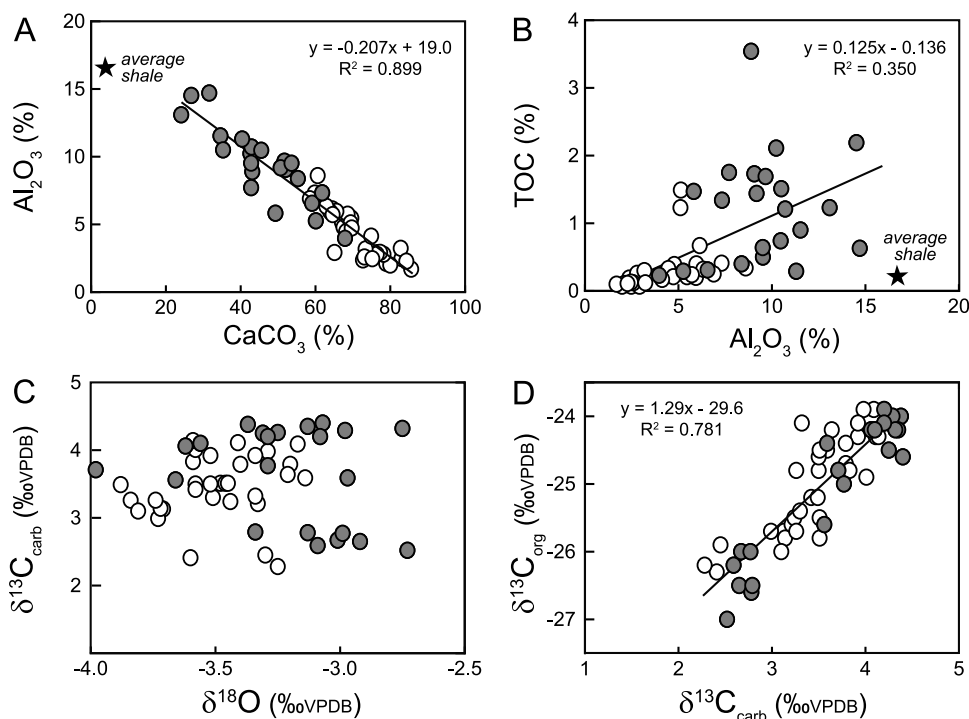 A
y = -0.207x + 19.0
R² = 0.899
average
shale
Al₂O₃ (%)
20
15
10
5
0
0
20
40
60
80
100
CaCO₃ (%)
B
y = 0.125x - 0.136
R² = 0.350
average
shale
TOC (%)
4
3
2
1
0
0
5
10
15
20
Al₂O₃ (%)
C
δ¹³C_carb (‰VPDB)
5
4
3
2
-4.0
-3.5
-3.0
-2.5
δ¹⁸O (‰VPDB)
D
y = 1.29x - 29.6
R² = 0.781
δ¹³C_org (‰VPDB)
-24
-25
-26
-27
1
2
3
4
5
δ¹³C_carb (‰VPDB)